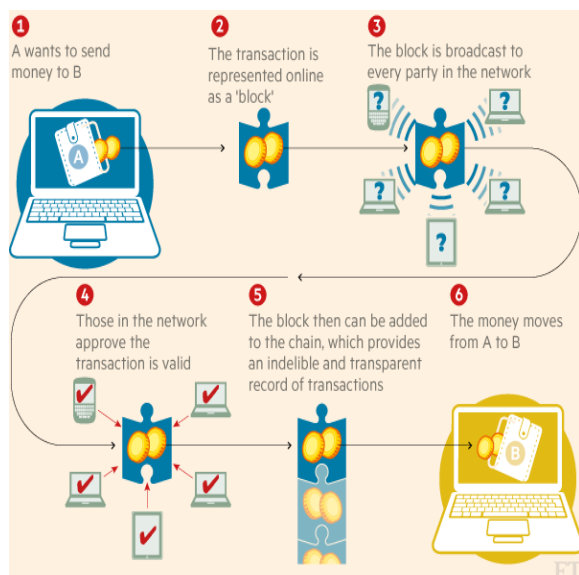 1
A wants to send
money to B
A
2
The transaction is
represented online
as a 'block'
3
The block is broadcast to
every party in the network
?
?
?
?
?
4
Those in the network
approve the
transaction is valid
5
The block then can be added
to the chain, which provides
an indelible and transparent
record of transactions
6
The money moves
from A to B
B
FT